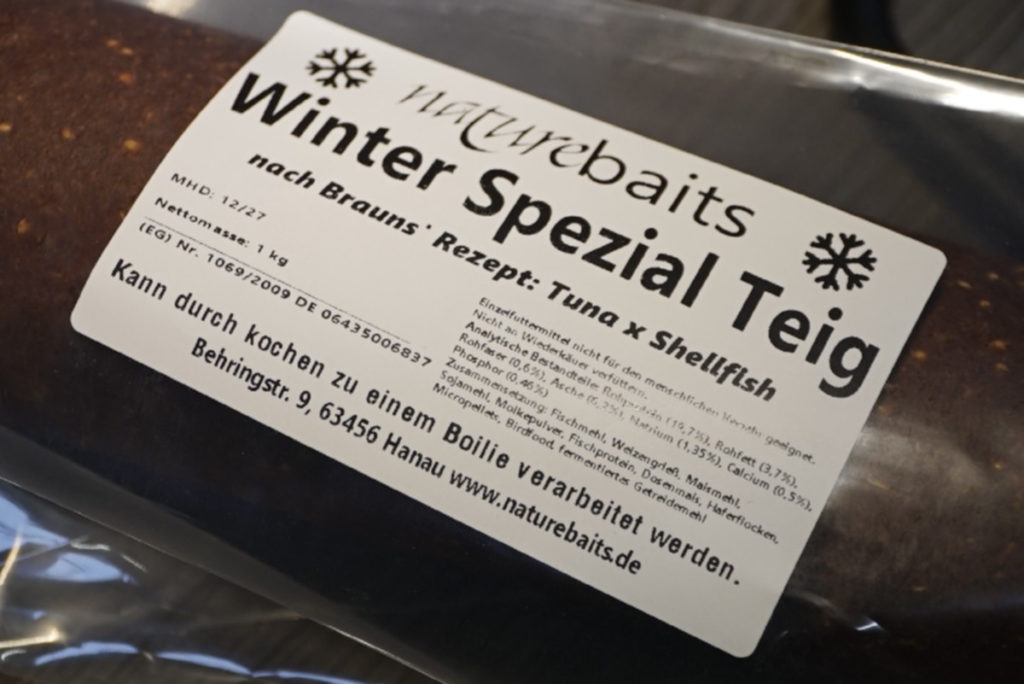 naturebaits
Winter Spezial Teig
nach Brauns' Rezept: Tuna x Shellfish
MHD: 12/27
Nettomasse: 1 kg
(EG) Nr. 1069/2009 DE 06435006837
Einzelfuttermittel nicht für den menschlichen Verzehr geeignet.
Nicht an Wiederkäuer verfüttern.
Analytische Bestandteile: Rohprotein (19,7%), Rohfett (3,7%),
Rohfaser (0,6%), Asche (6,2%), Natrium (1,35%), Calcium (0,5%),
Phosphor (0,46%)
Zusammensetzung: Fischmehl, Weizengrieß, Maismehl,
Sojamehl, Molkepulver, Fischprotein, Dosenmais, Haferflocken,
Micropellets, Birdfood, fermentiertes Getreidemehl
Kann durch kochen zu einem Boilie verarbeitet werden.
Behringstr. 9, 63456 Hanau www.naturebaits.de